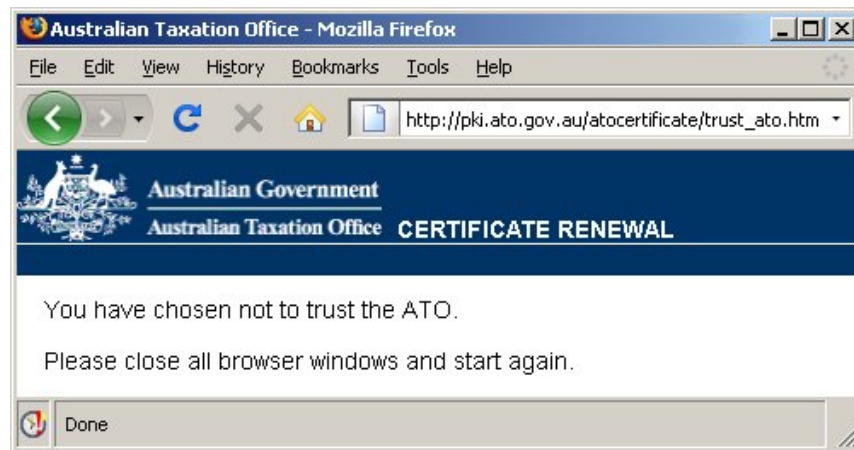 Australian Taxation Office - Mozilla Firefox
File Edit View History Bookmarks Tools Help
http://pki.ato.gov.au/atocertificate/trust_ato.htm
Australian Government
Australian Taxation Office CERTIFICATE RENEWAL
You have chosen not to trust the ATO.
Please close all browser windows and start again.
Done